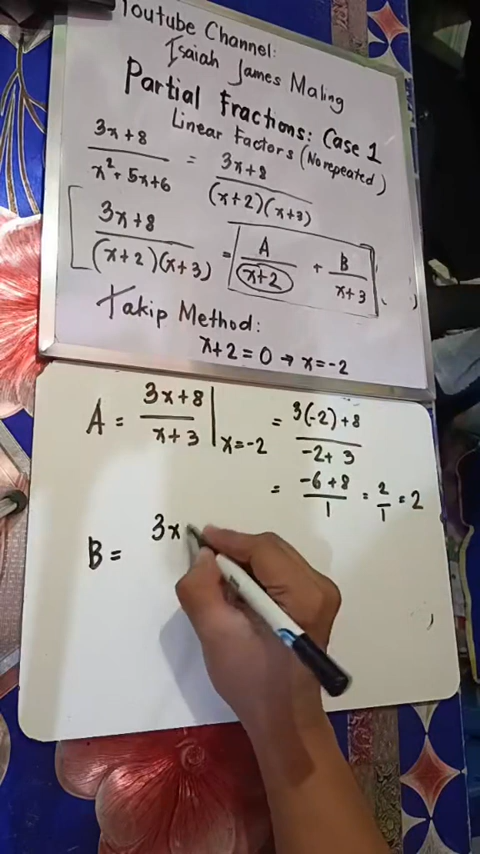 Youtube Channel:
Isaiah James Maling
Partial Fractions: Case 1
Linear Factors (No repeated)
3x+8 / x²+5x+6 = 3x+8 / (x+2)(x+3)
[ 3x+8 / (x+2)(x+3) = A / (x+2) + B / x+3 ]
Takip Method:
x+2=0 → x=-2
A = 3x+8 / x+3 | x=-2 = 3(-2)+8 / -2+3
= -6+8 / 1 = 2/1 = 2
B = 3x